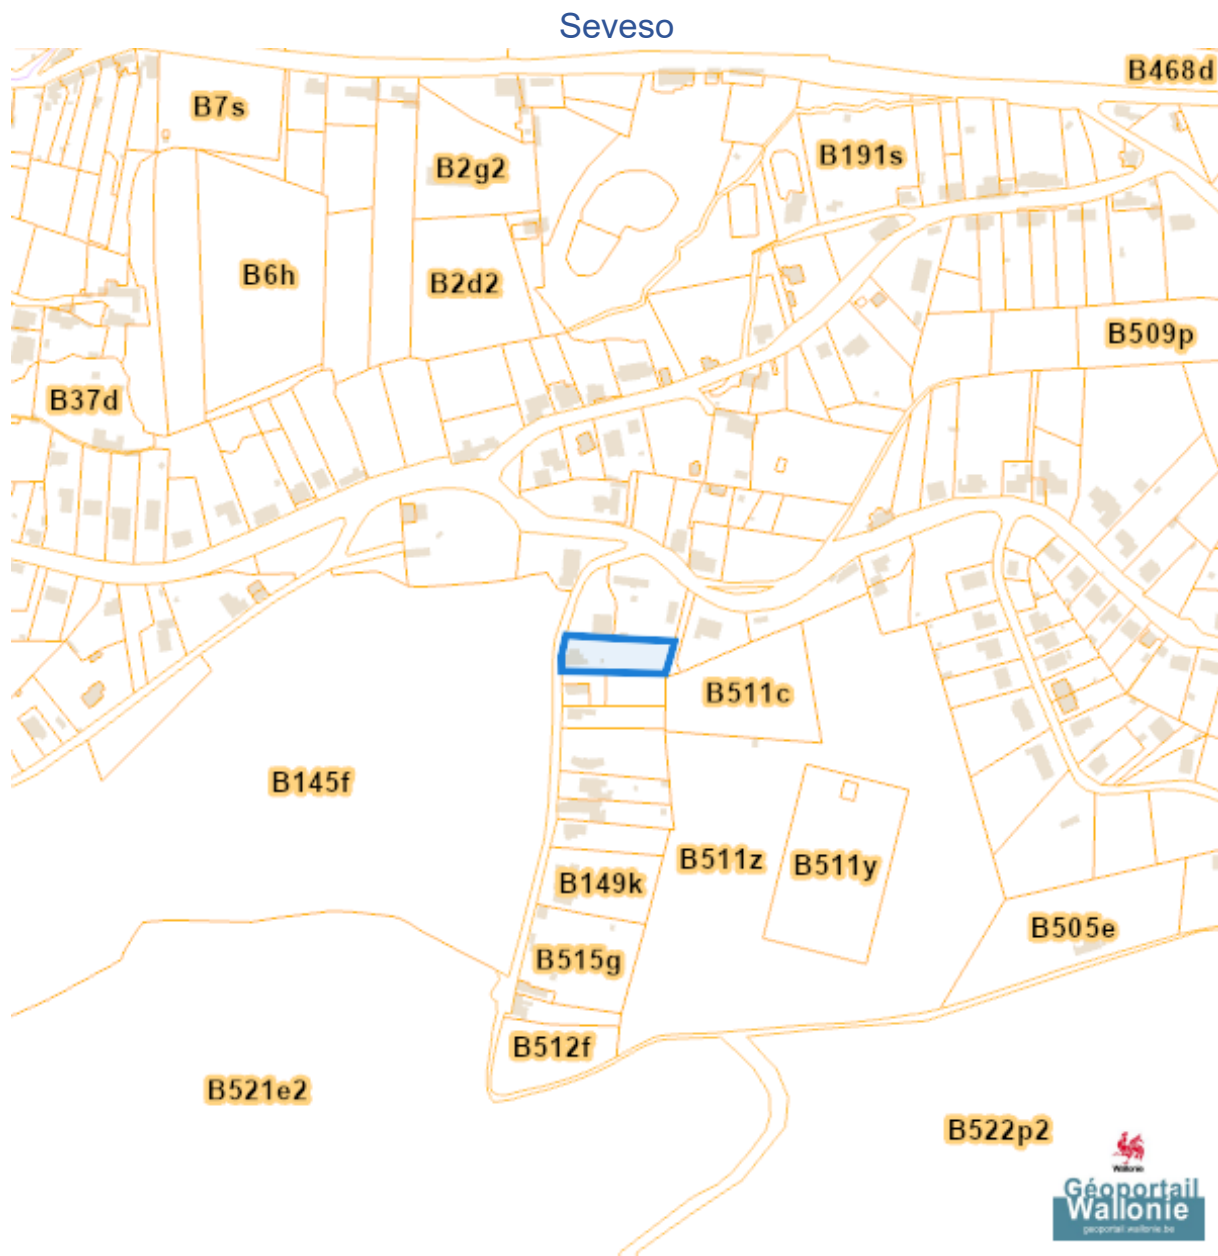 Seveso
B468d
B7s
B191s
B2g2
B6h
B2d2
B509p
B37d
B511c
B145f
B511z
B511y
B149k
B505e
B515g
B512f
B521e2
B522p2
Wallonie
Géoportail
Wallonie
geoportail.wallonie.be